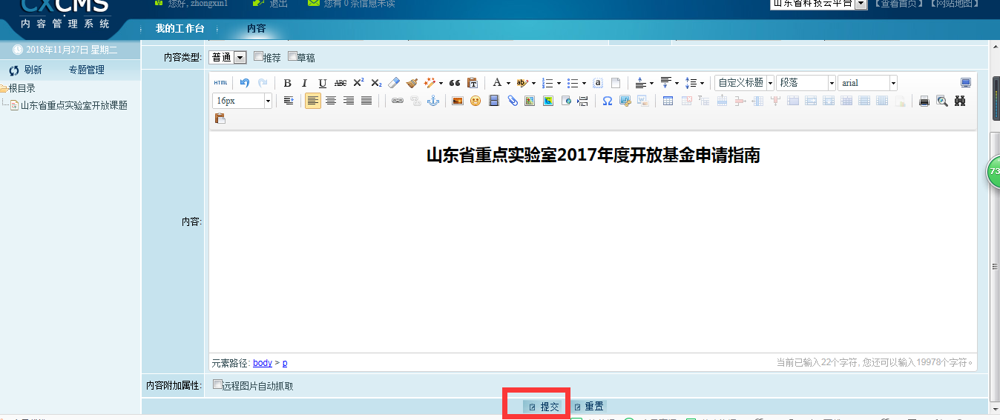 CXCMS
内容管理系统
您好, zhongxin1 退出 您有 0 条信息未读 山东省科技云平台 【查看首页】 【网站地图】
我的工作台 内容
2018年11月27日 星期二
刷新 专题管理
根目录
山东省重点实验室开放课题
内容类型: 普通 推荐 草稿
HTML B I U ABC X² X₂ A ab a 自定义标题 段落 arial
16px
山东省重点实验室2017年度开放基金申请指南
73
内容:
元素路径: body > p 当前已输入22个字符, 您还可以输入19978个字符。
内容附加属性: 远程图片自动抓取
提交 重置